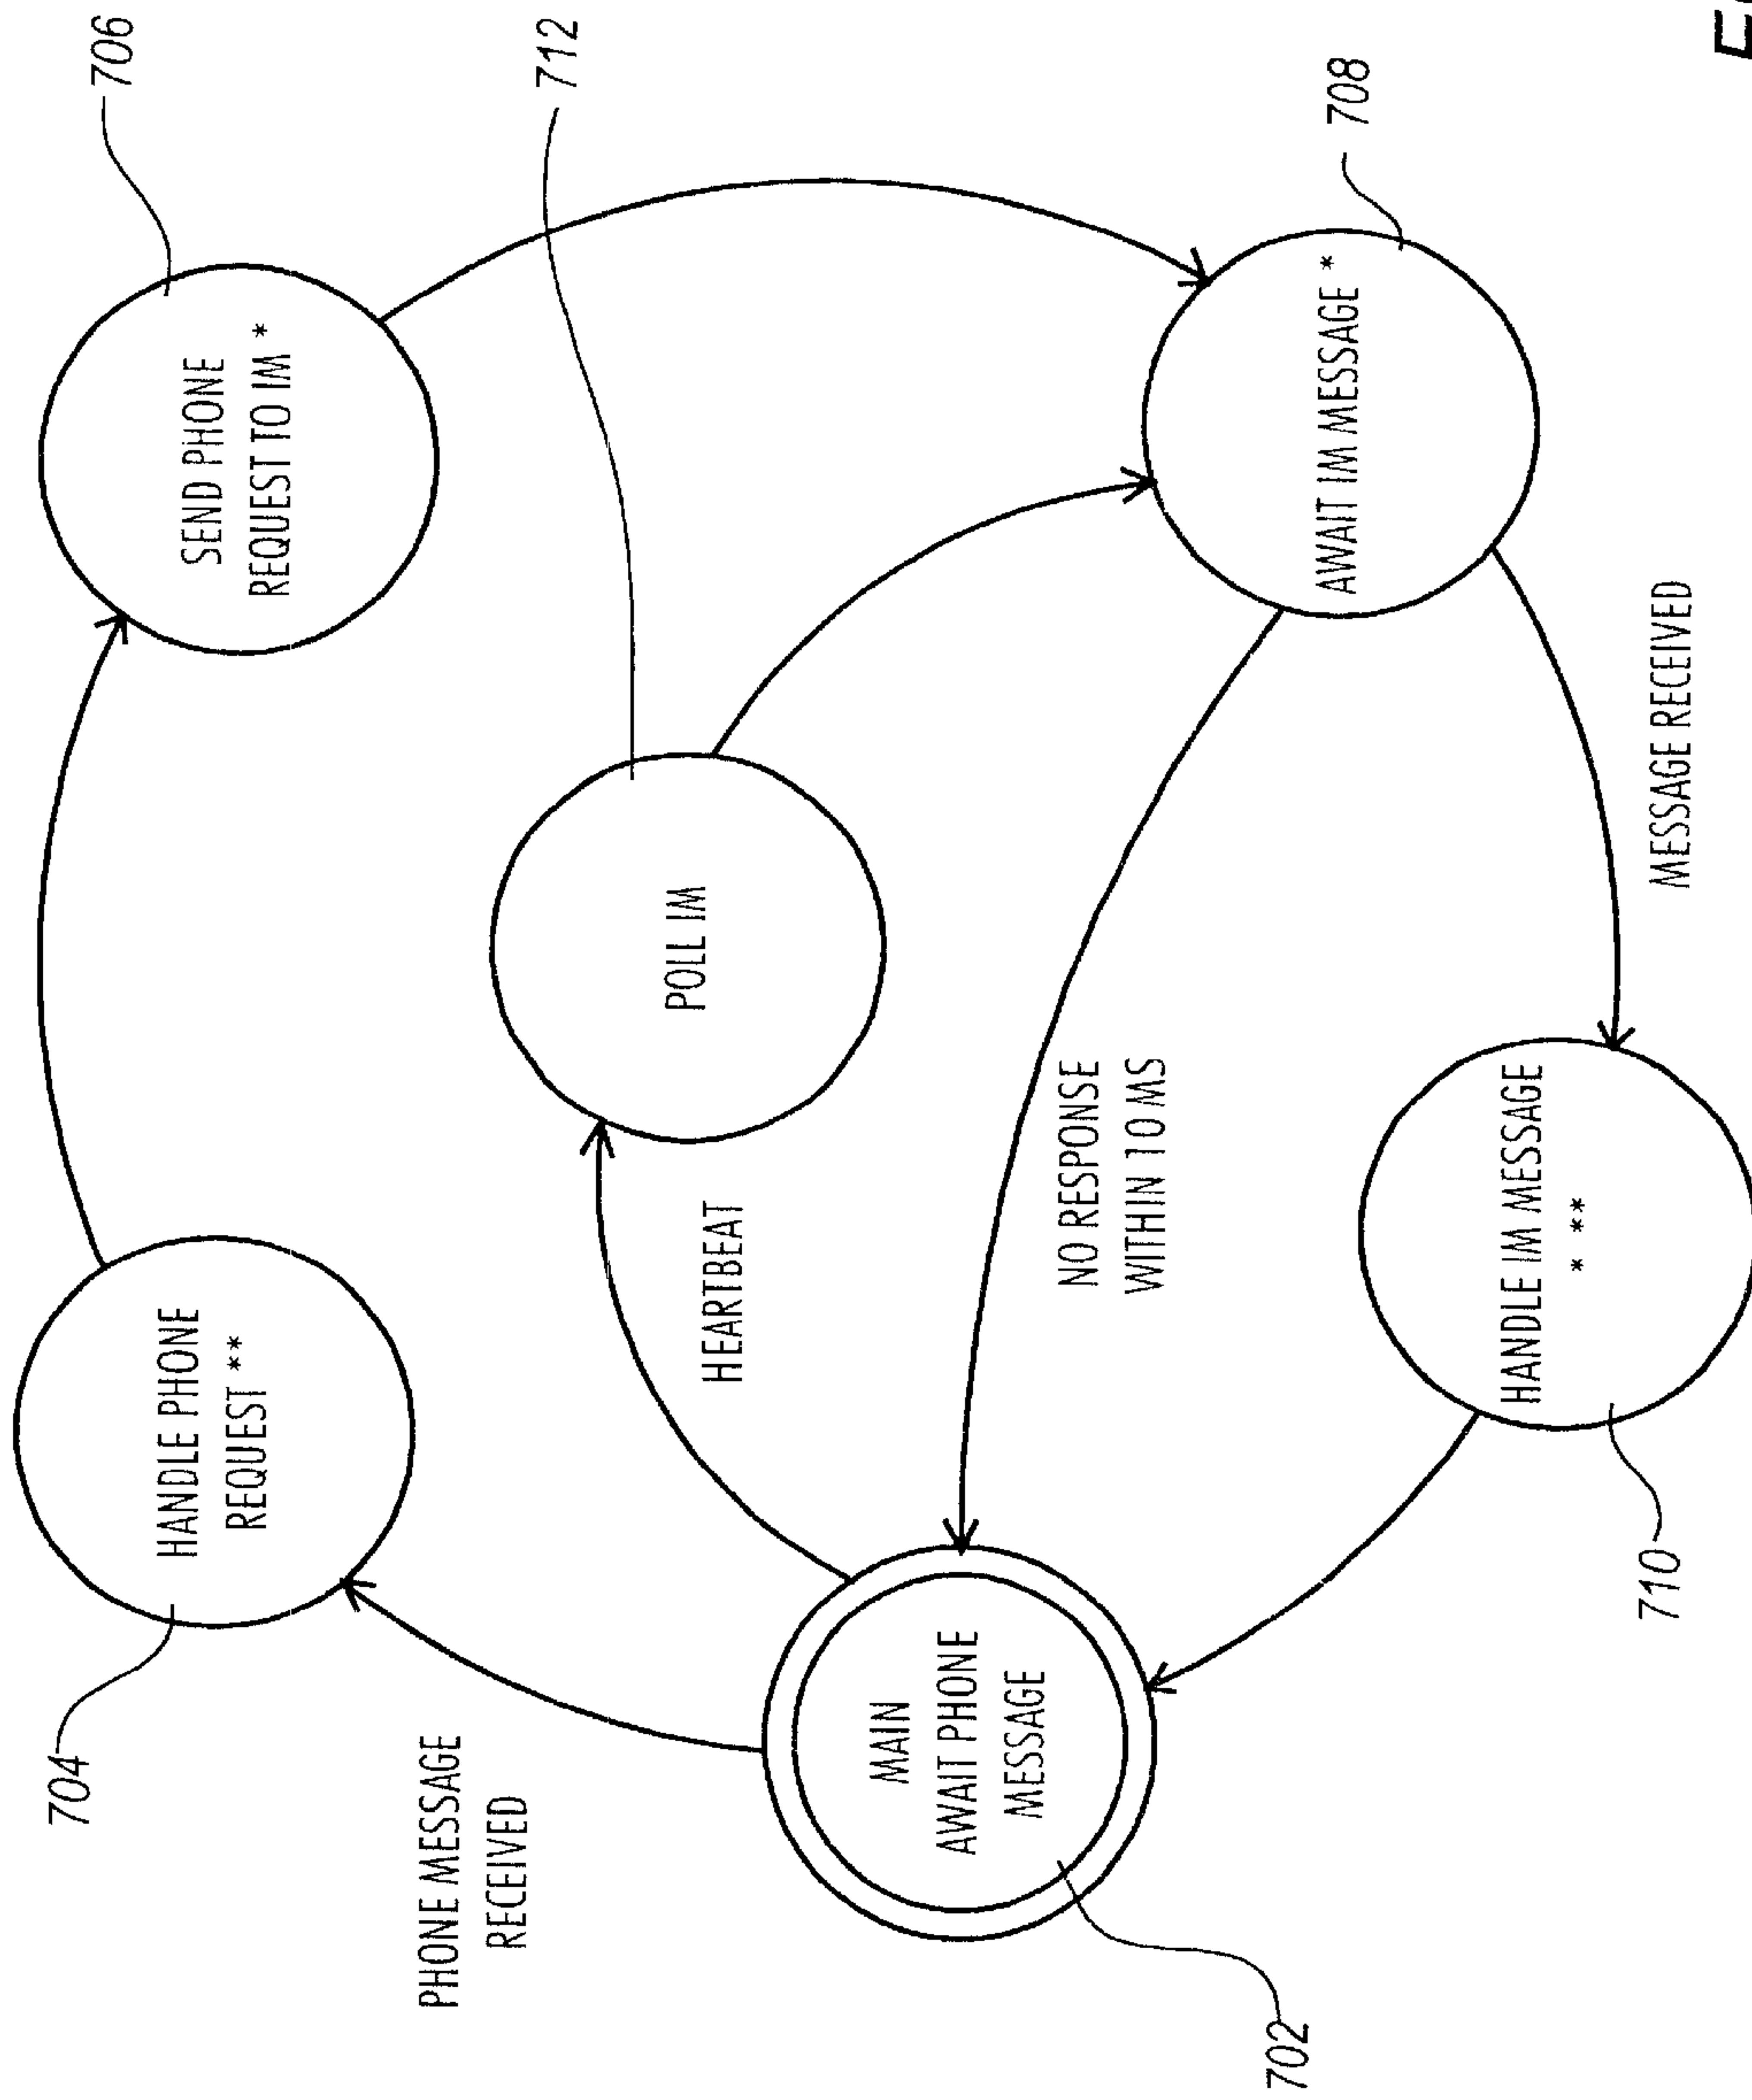 704
HANDLE PHONE
REQUEST **
706
SEND PHONE
REQUEST TO IM *
PHONE MESSAGE
RECEIVED
712
POLL IM
HEARTBEAT
MAIN
AWAIT PHONE
MESSAGE
702
NO RESPONSE
WITHIN 10 MS
708
AWAIT IM MESSAGE *
HANDLE IM MESSAGE
* **
710
MESSAGE RECEIVED